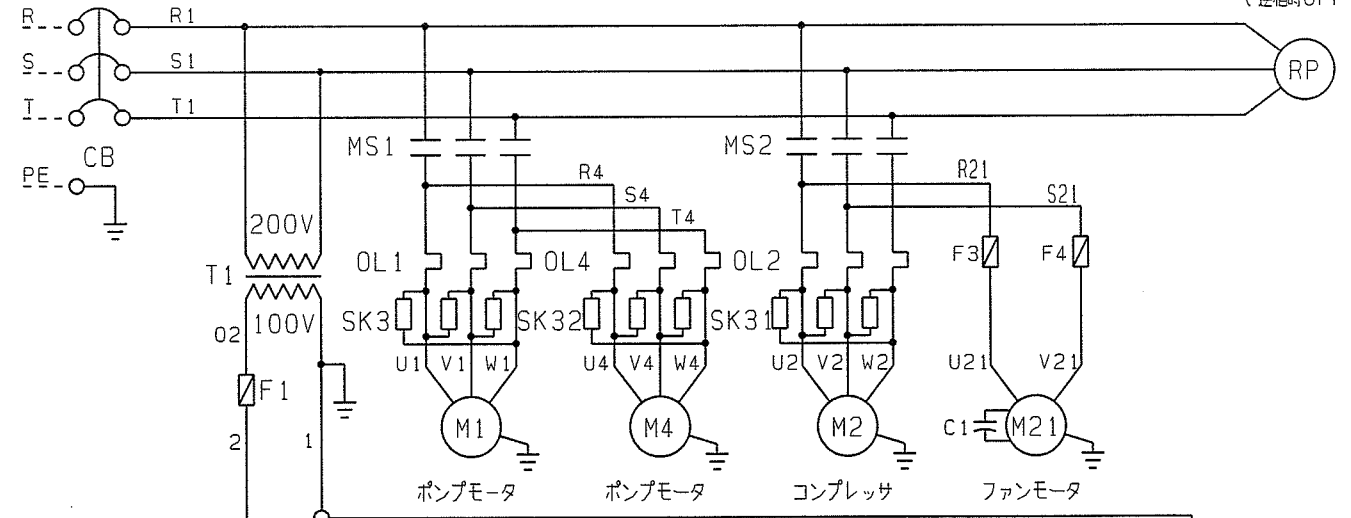 R R1
S S1
T T1
CB
PE
RP
MS1 MS2
R4 R21
S4 S21
T4
200V
T1
100V
OL1 OL4 OL2 F3 F4
SK3 SK32 SK31
02
F1
U1 V1 W1 U4 V4 W4 U2 V2 W2 U21 V21
M1 M4 M2 C1 M21
2 1
ポンプモータ ポンプモータ コンプレッサ ファンモータ